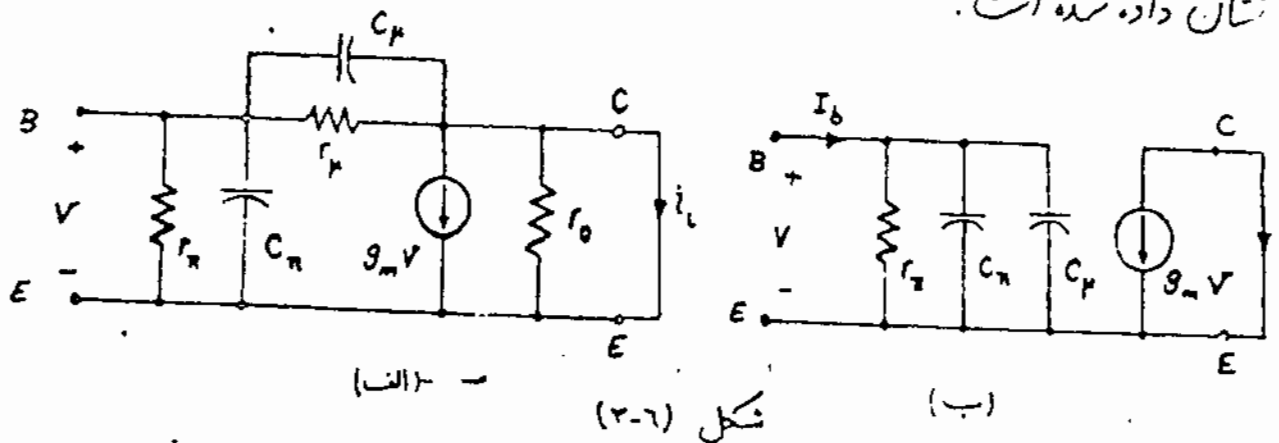 نشان داده شده است.
Cμ
B
+
V
-
E
rπ
Cπ
rμ
gmV
r0
C
iL
E
Ib
B
+
V
-
E
rπ
Cπ
Cμ
gmV
C
E
(الف)
(ب)
شکل (۶-۳)